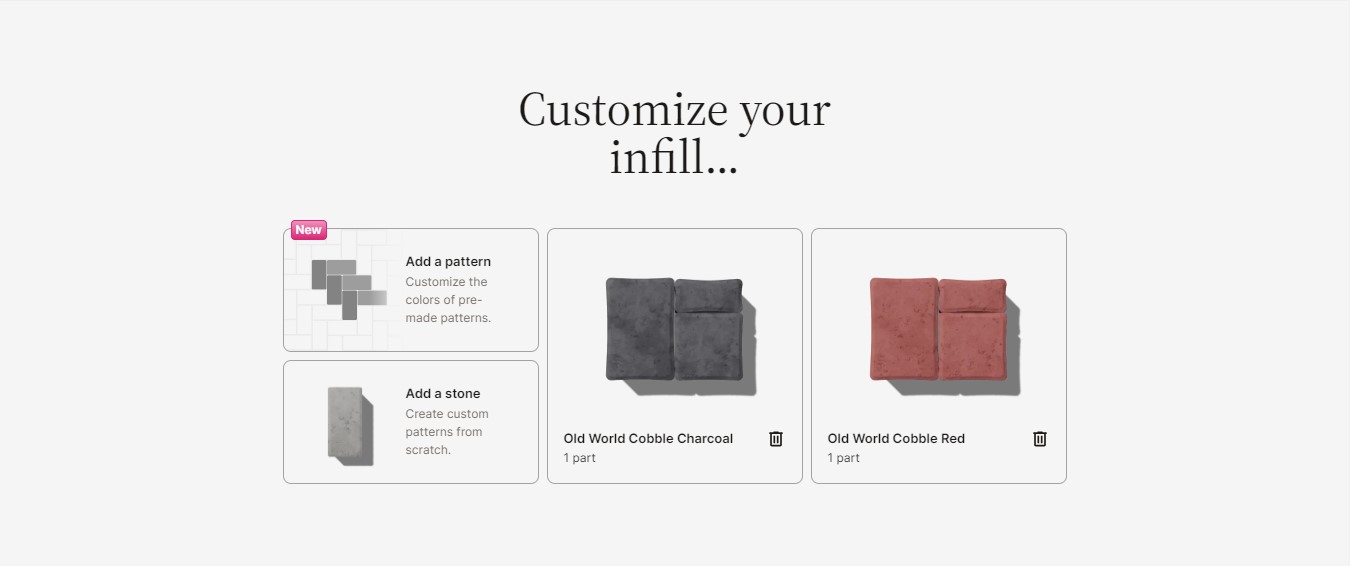 Customize your
infill...
New
Add a pattern
Customize the
colors of pre-
made patterns.
Add a stone
Create custom
patterns from
scratch.
Old World Cobble Charcoal
1 part
Old World Cobble Red
1 part